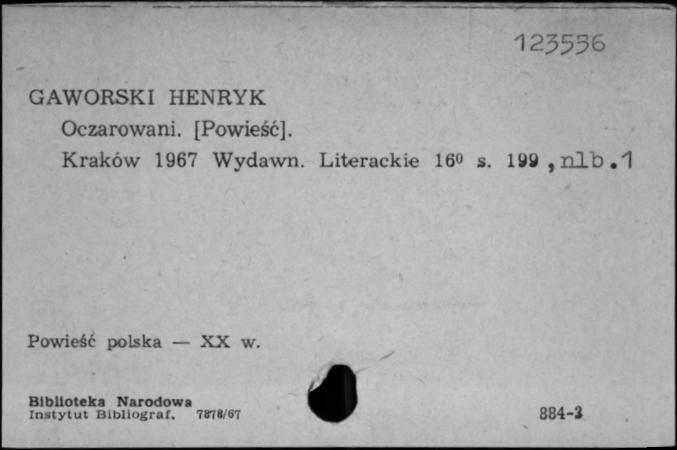 123556
GAWORSKI HENRYK
Oczarowani. [Powieść].
Kraków 1967 Wydawn. Literackie 16⁰ s. 199 , nlb. 1
Powieść polska — XX w.
Biblioteka Narodowa
Instytut Bibliograf. 7878/67
884-3